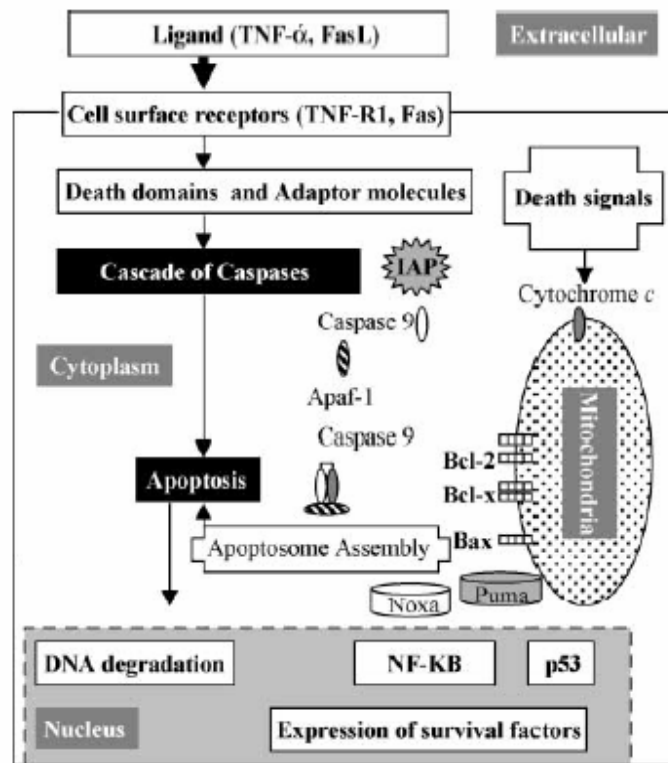 Ligand (TNF-ά, FasL)
Extracellular
Cell surface receptors (TNF-R1, Fas)
Death domains and Adaptor molecules
Death signals
Cascade of Caspases
IAP
Cytochrome c
Caspase 9
Cytoplasm
Apaf-1
Mitochondria
Caspase 9
Bcl-2
Apoptosis
Bcl-x
Apoptosome Assembly
Bax
Noxa
Puma
DNA degradation
NF-KB
p53
Nucleus
Expression of survival factors